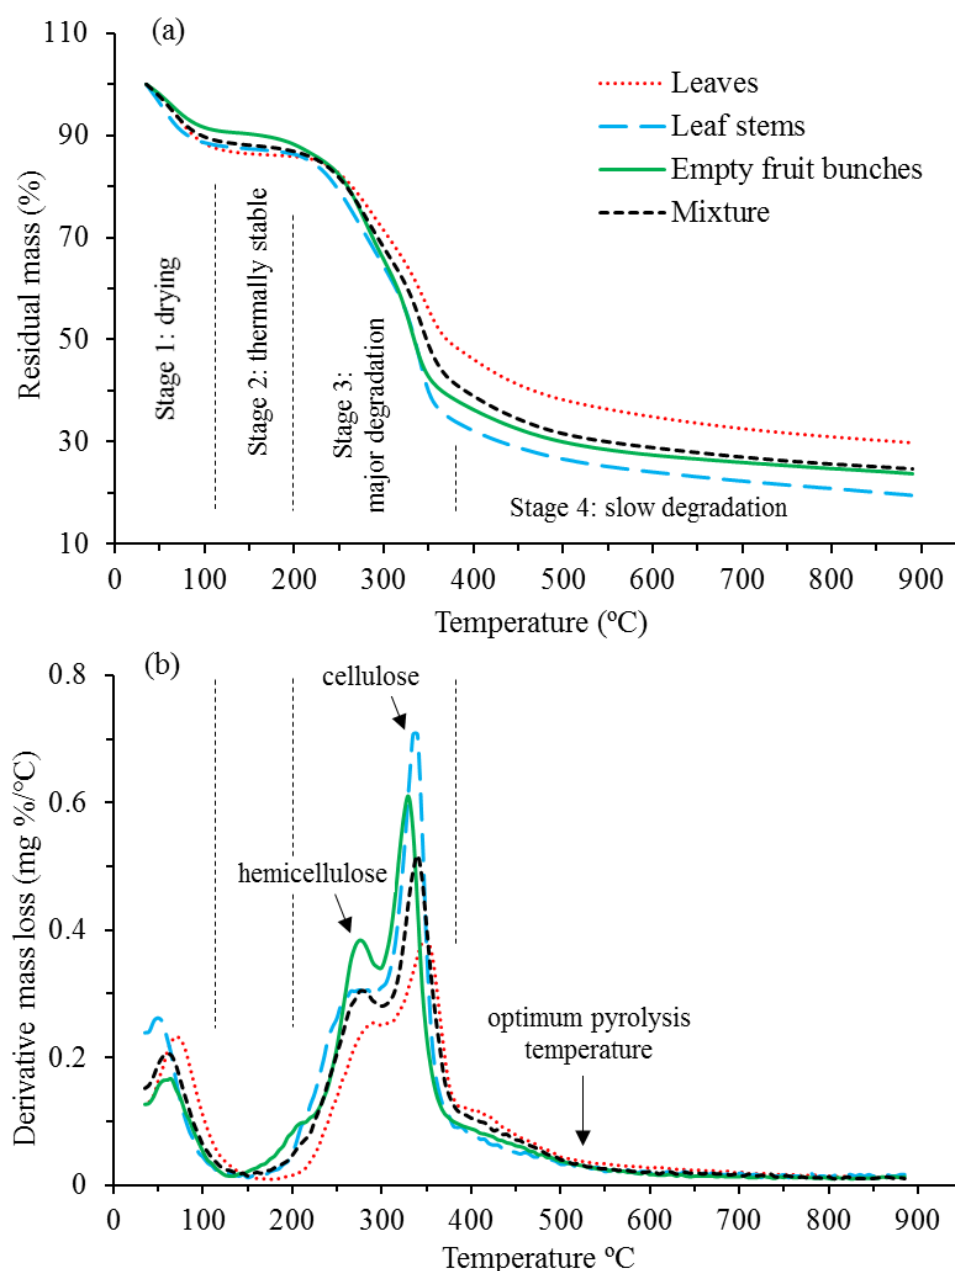 (a)
110
90
70
50
30
10
Residual mass (%)
Leaves
Leaf stems
Empty fruit bunches
Mixture
Stage 1: drying
Stage 2: thermally stable
Stage 3:
major degradation
Stage 4: slow degradation
0 100 200 300 400 500 600 700 800 900
Temperature (ºC)
(b)
0.8
0.6
0.4
0.2
0
Derivative mass loss (mg %/°C)
cellulose
hemicellulose
optimum pyrolysis
temperature
0 100 200 300 400 500 600 700 800 900
Temperature ºC